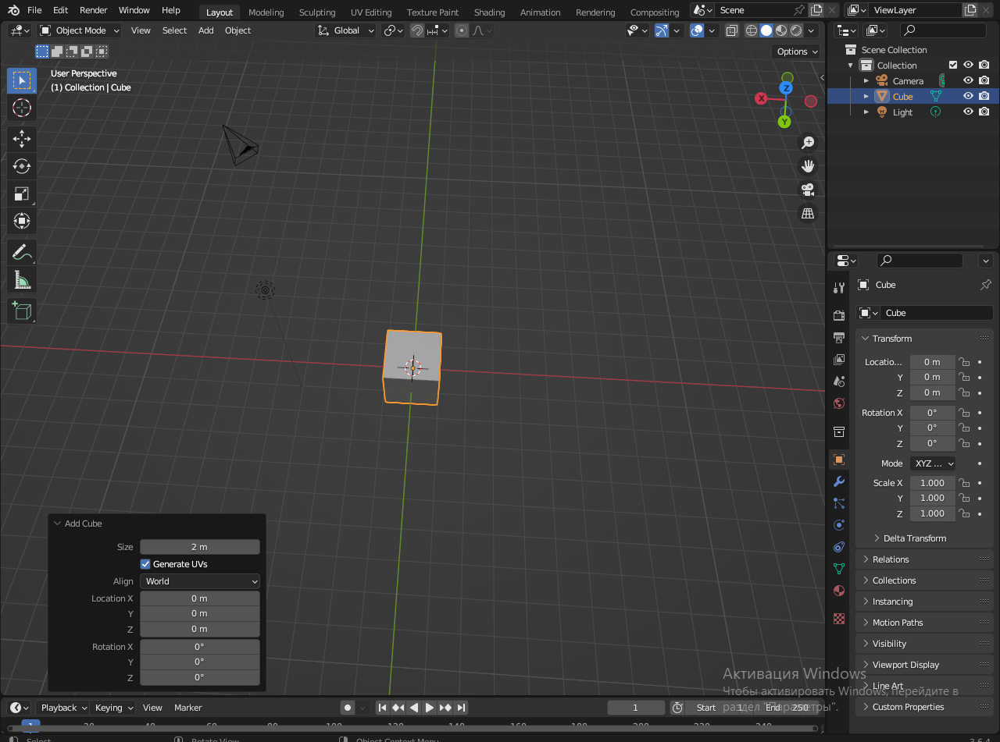 File Edit Render Window Help Layout Modeling Sculpting UV Editing Texture Paint Shading Animation Rendering Compositing Scene ViewLayer
Object Mode View Select Add Object Global
Options
User Perspective
(1) Collection | Cube
X
Z
Y
Scene Collection
Collection
Camera
Cube
Light
Cube
Cube
Transform
Locatio... 0 m
Y 0 m
Z 0 m
Rotation X 0°
Y 0°
Z 0°
Mode XYZ ...
Scale X 1.000
Y 1.000
Z 1.000
Delta Transform
Relations
Collections
Instancing
Motion Paths
Visibility
Viewport Display
Line Art
Custom Properties
Add Cube
Size 2 m
Generate UVs
Align World
Location X 0 m
Y 0 m
Z 0 m
Rotation X 0°
Y 0°
Z 0°
Активация Windows
Чтобы активировать Windows, перейдите в
раздел "Параметры".
Playback Keying View Marker 1 Start 1 End 250
1 20 40 60 80 100 120 140 160 180 200 220 240
Select Rotate View Object Context Menu 3.6.4